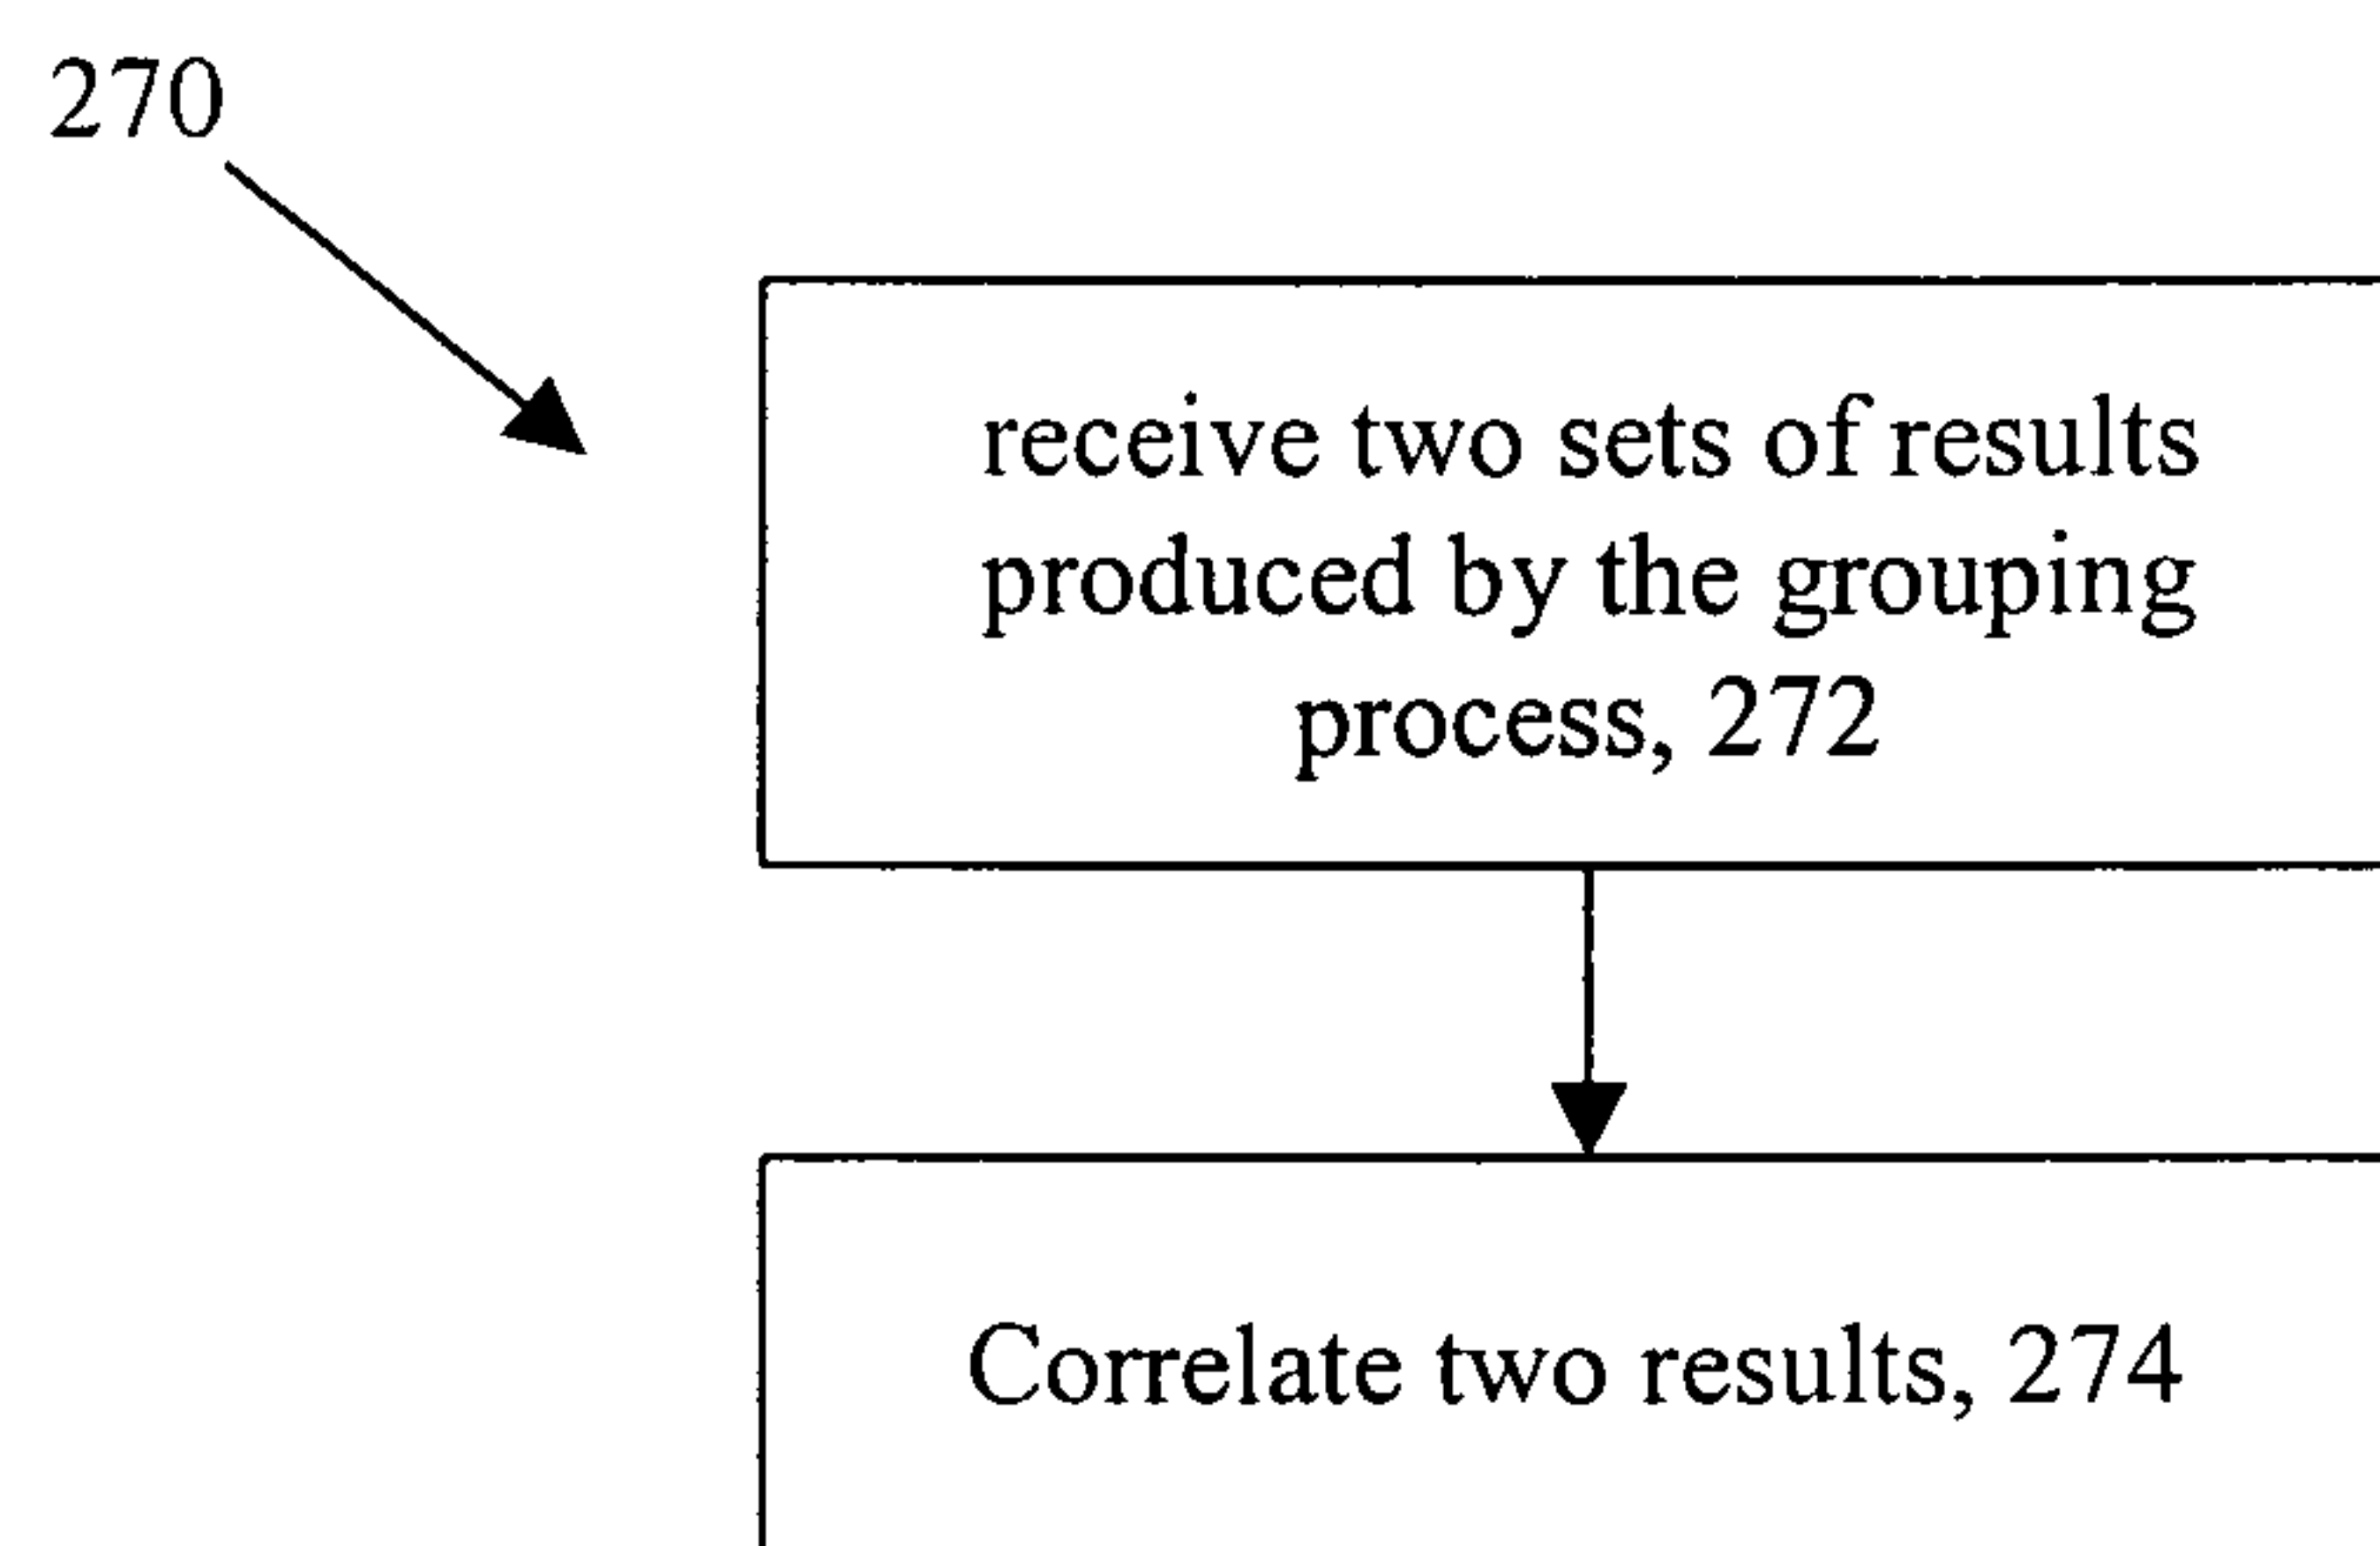 270
receive two sets of results
produced by the grouping
process, 272
Correlate two results, 274